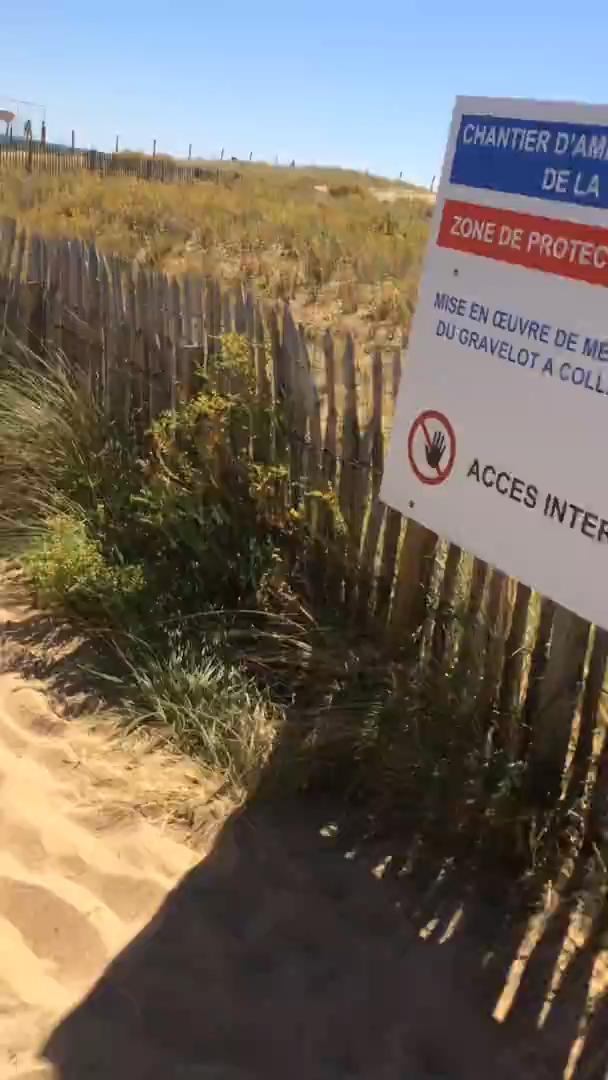 CHANTIER D'AM
DE LA
ZONE DE PROTEC
MISE EN ŒUVRE DE ME
DU GRAVELOT A COLL
ACCES INTER